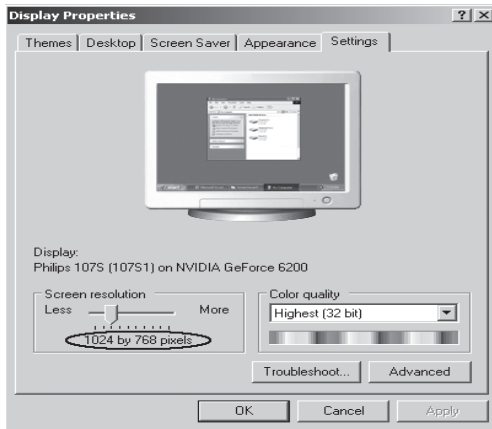 Display Properties
Themes Desktop Screen Saver Appearance Settings
Display:
Philips 107S (107S1) on NVIDIA GeForce 6200
Screen resolution
Less More
1024 by 768 pixels
Color quality
Highest (32 bit)
Troubleshoot... Advanced
OK Cancel Apply